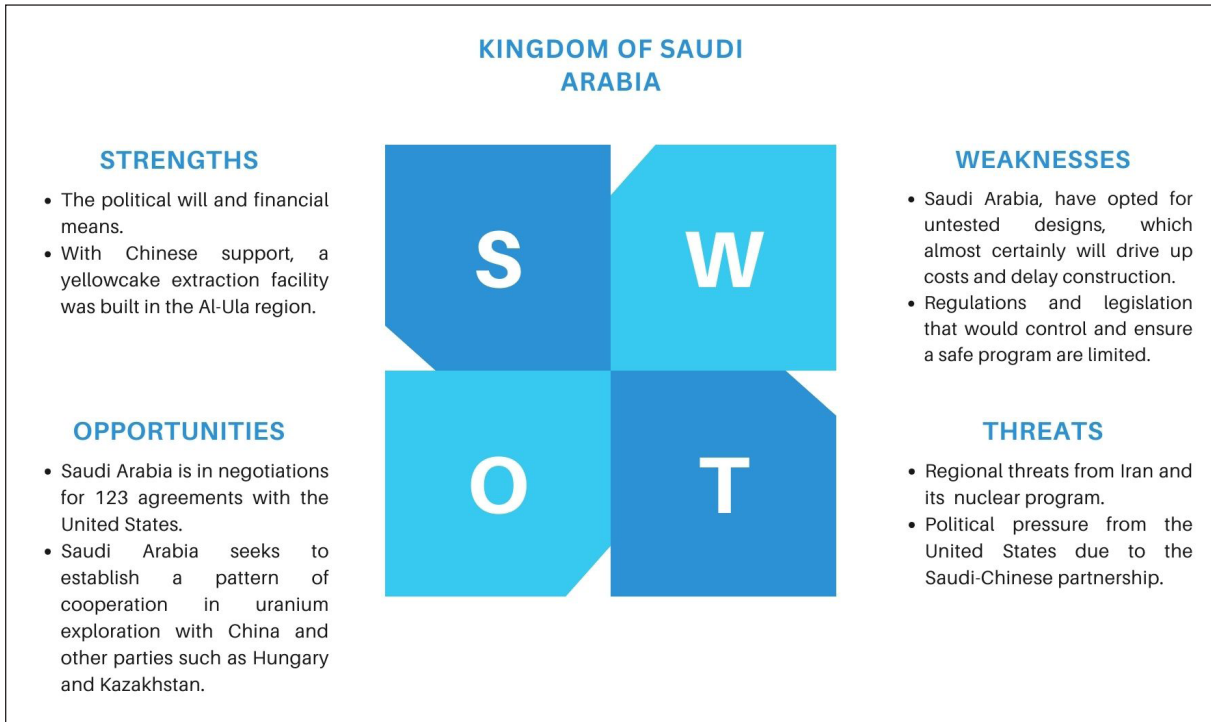 KINGDOM OF SAUDI
ARABIA
STRENGTHS
• The political will and financial
means.
• With Chinese support, a
yellowcake extraction facility
was built in the Al-Ula region.
S
W
WEAKNESSES
• Saudi Arabia, have opted for
untested designs, which
almost certainly will drive up
costs and delay construction.
• Regulations and legislation
that would control and ensure
a safe program are limited.
OPPORTUNITIES
• Saudi Arabia is in negotiations
for 123 agreements with the
United States.
• Saudi Arabia seeks to
establish a pattern of
cooperation in uranium
exploration with China and
other parties such as Hungary
and Kazakhstan.
O
T
THREATS
• Regional threats from Iran and
its nuclear program.
• Political pressure from the
United States due to the
Saudi-Chinese partnership.